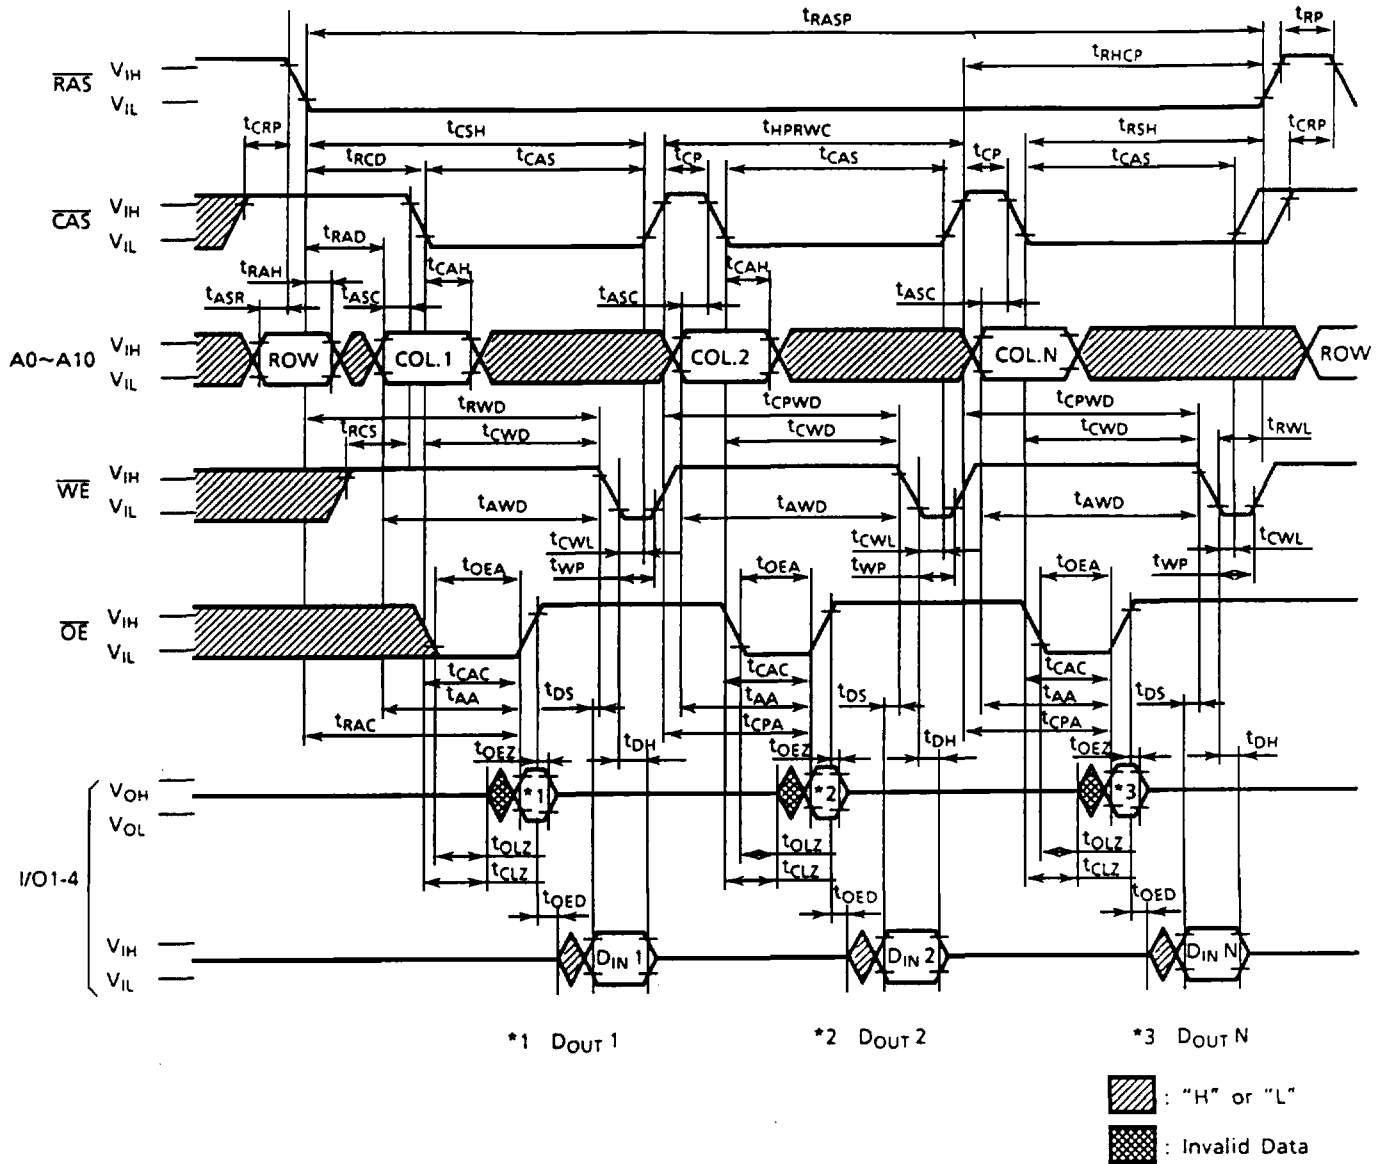 tRASP tRP
tRHCP
RAS VIH
VIL
tCRP tCSH tHPRWC tRSH tCRP
tRCD tCAS tCP tCAS tCP tCAS
CAS VIH
VIL
tRAD
tRAH tCAH tCAH
tASR tASC tASC tASC
A0~A10 VIH
VIL
ROW COL.1 COL.2 COL.N ROW
tRWD tCPWD tCPWD
tRCS tCWD tCWD tCWD tRWL
WE VIH
VIL
tAWD tAWD tAWD
tCWL tCWL tCWL
tOEA tWP tOEA tWP tOEA tWP
OE VIH
VIL
tCAC tCAC tCAC
tAA tDS tAA tDS tAA tDS
tRAC tCPA tCPA
tOEZ tDH tOEZ tDH tOEZ tDH
VOH
VOL
*1 *2 *3
tOLZ tOLZ tOLZ
I/O1-4
tCLZ tCLZ tCLZ
tOED tOED tOED
VIH
VIL
DIN 1 DIN 2 DIN N
*1 DOUT 1 *2 DOUT 2 *3 DOUT N
: "H" or "L"
: Invalid Data